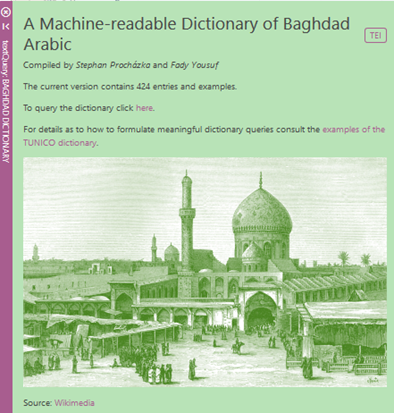 textQuery: BAGHDAD DICTIONARY
A Machine-readable Dictionary of Baghdad
Arabic
TEI
Compiled by Stephan Procházka and Fady Yousuf
The current version contains 424 entries and examples.
To query the dictionary click here.
For details as to how to formulate meaningful dictionary queries consult the examples of the
TUNICO dictionary.
Source: Wikimedia